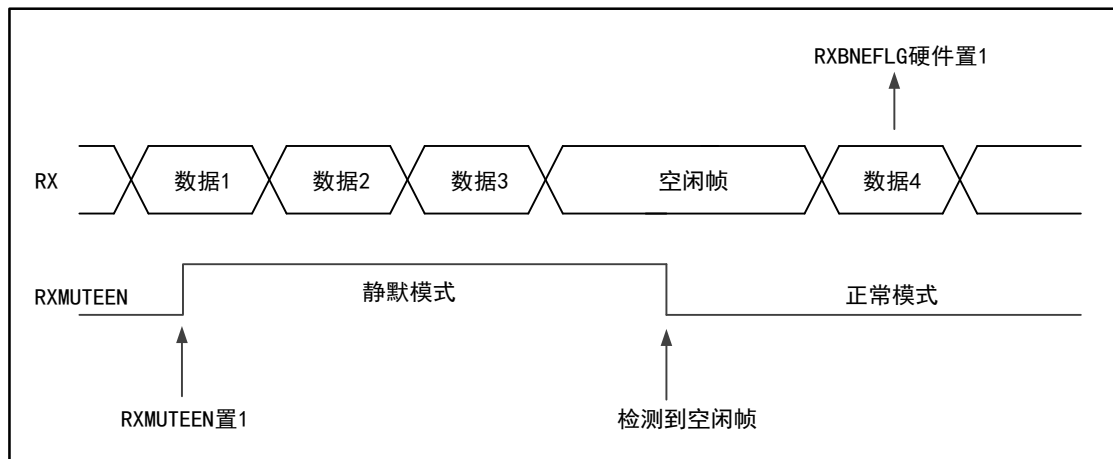 RXBNEFLG硬件置1
RX
数据1
数据2
数据3
空闲帧
数据4
RXMUTEEN
静默模式
正常模式
RXMUTEEN置1
检测到空闲帧